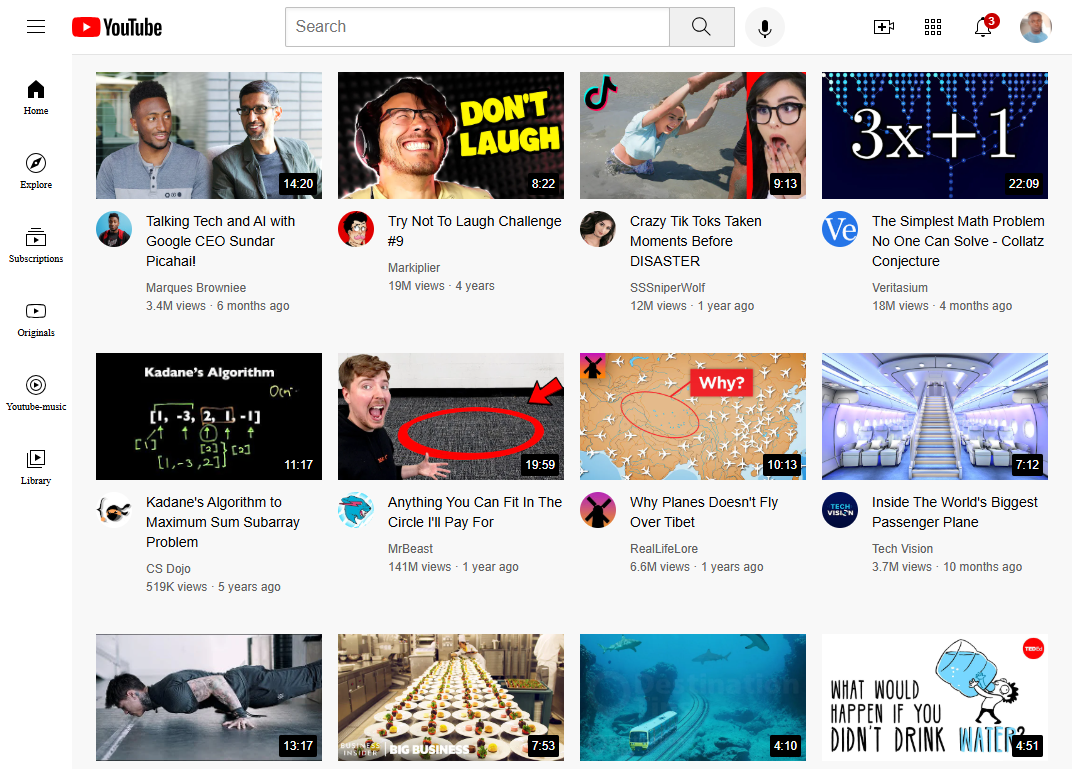 YouTube
Search
3
Home
Explore
Subscriptions
Originals
Youtube-music
Library
14:20
Talking Tech and AI with
Google CEO Sundar
Picahai!
Marques Browniee
3.4M views · 6 months ago
DON'T
LAUGH
8:22
Try Not To Laugh Challenge
#9
Markiplier
19M views · 4 years
9:13
Crazy Tik Toks Taken
Moments Before
DISASTER
SSSniperWolf
12M views · 1 year ago
3x+1
22:09
Ve
The Simplest Math Problem
No One Can Solve - Collatz
Conjecture
Veritasium
18M views · 4 months ago
Kadane's Algorithm
[1, -3, 2, 1, -1]
[1]
[2]
[2]
[1,-3,2]
11:17
Kadane's Algorithm to
Maximum Sum Subarray
Problem
CS Dojo
519K views · 5 years ago
19:59
Anything You Can Fit In The
Circle I'll Pay For
MrBeast
141M views · 1 year ago
Why?
10:13
Why Planes Doesn't Fly
Over Tibet
RealLifeLore
6.6M views · 1 years ago
7:12
TECH
VISION
Inside The World's Biggest
Passenger Plane
Tech Vision
3.7M views · 10 months ago
13:17
BUSINESS
INSIDER
BIG BUSINESS
7:53
4:10
TED Ed
WHAT WOULD
HAPPEN IF YOU
DIDN'T DRINK WATER?
4:51